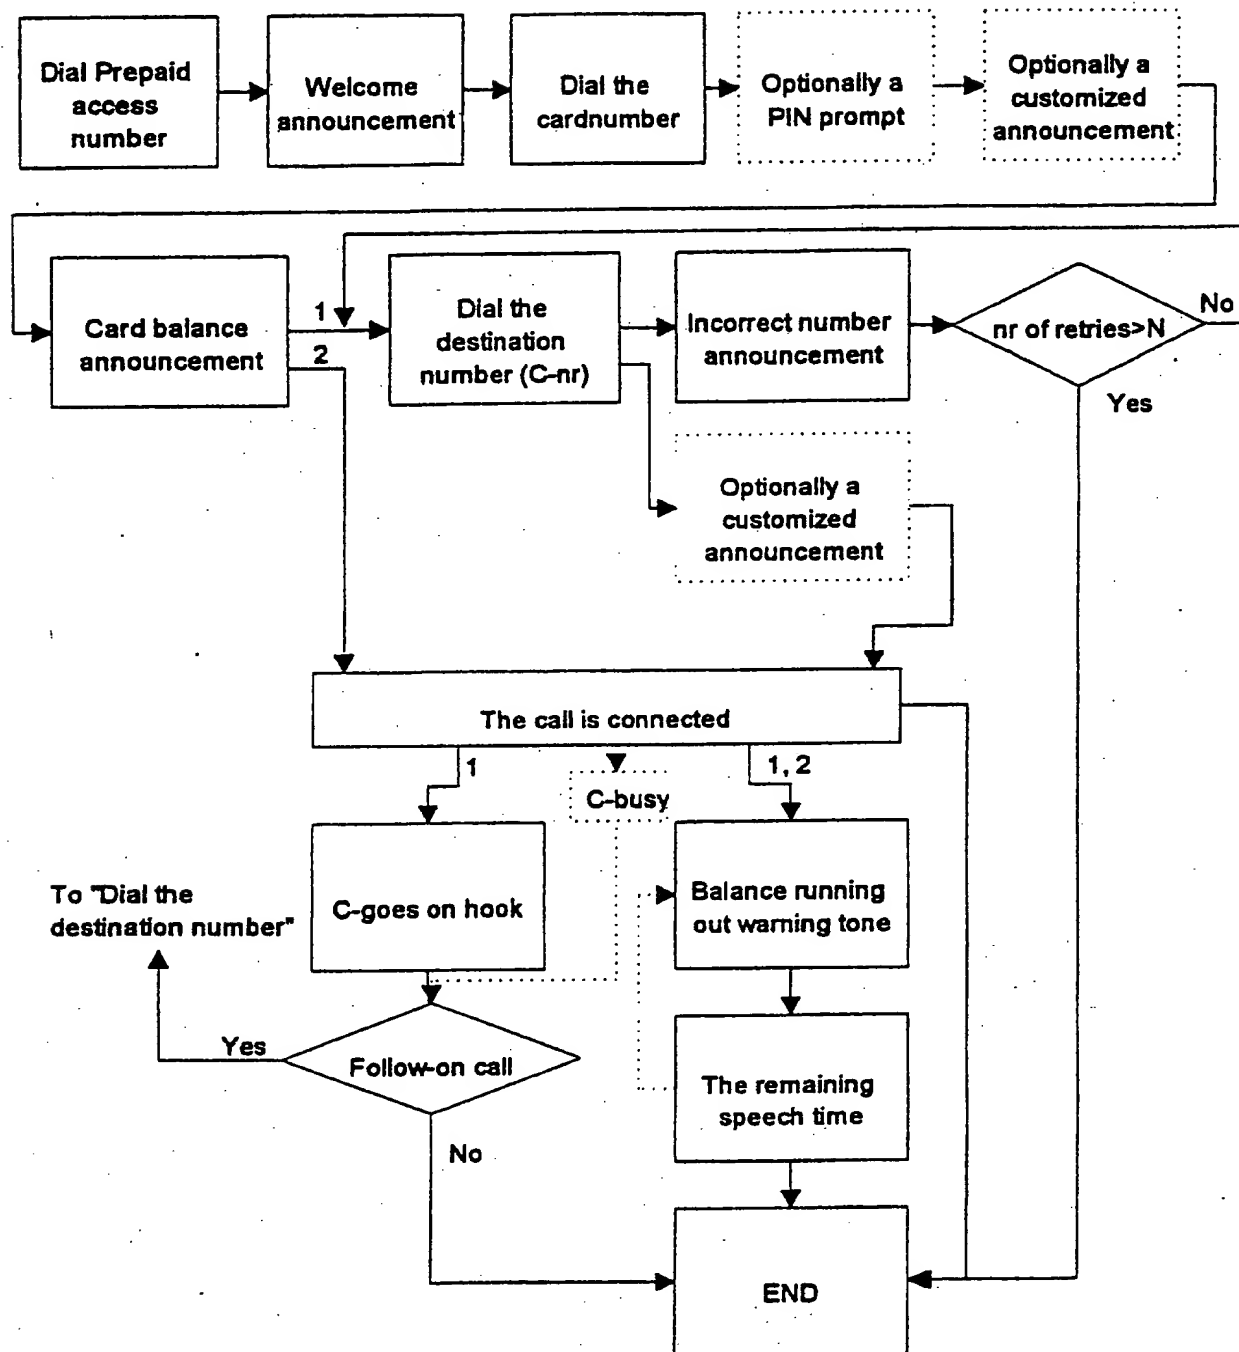 Dial Prepaid
access
number
Welcome
announcement
Dial the
cardnumber
Optionally a
PIN prompt
Optionally a
customized
announcement
Card balance
announcement
1
2
Dial the
destination
number (C-nr)
Incorrect number
announcement
nr of retries>N
No
Yes
Optionally a
customized
announcement
The call is connected
1
C-busy
1, 2
To "Dial the
destination number"
C-goes on hook
Balance running
out warning tone
Yes
Follow-on call
No
The remaining
speech time
END